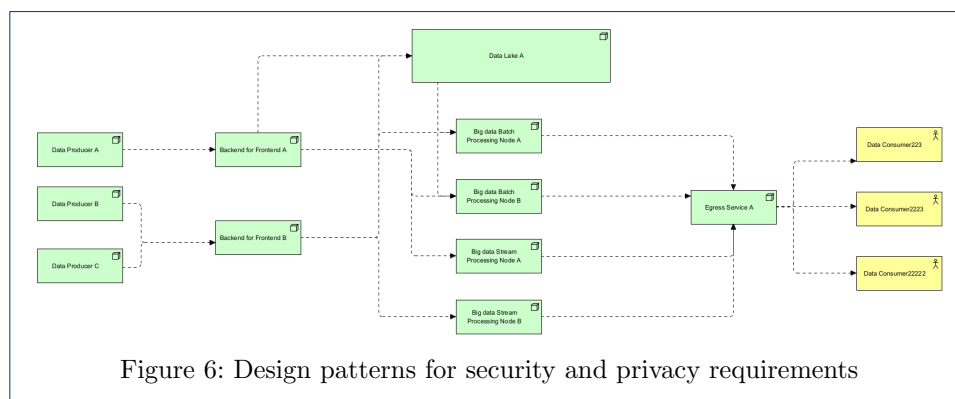 Data Lake A
Data Producer A
Backend for Frontend A
Big data Batch
Processing Node A
Data Consumer223
Data Producer B
Big data Batch
Processing Node B
Egress Service A
Data Consumer2223
Backend for Frontend B
Data Producer C
Big data Stream
Processing Node A
Data Consumer22222
Big data Stream
Processing Node B
Figure 6: Design patterns for security and privacy requirements